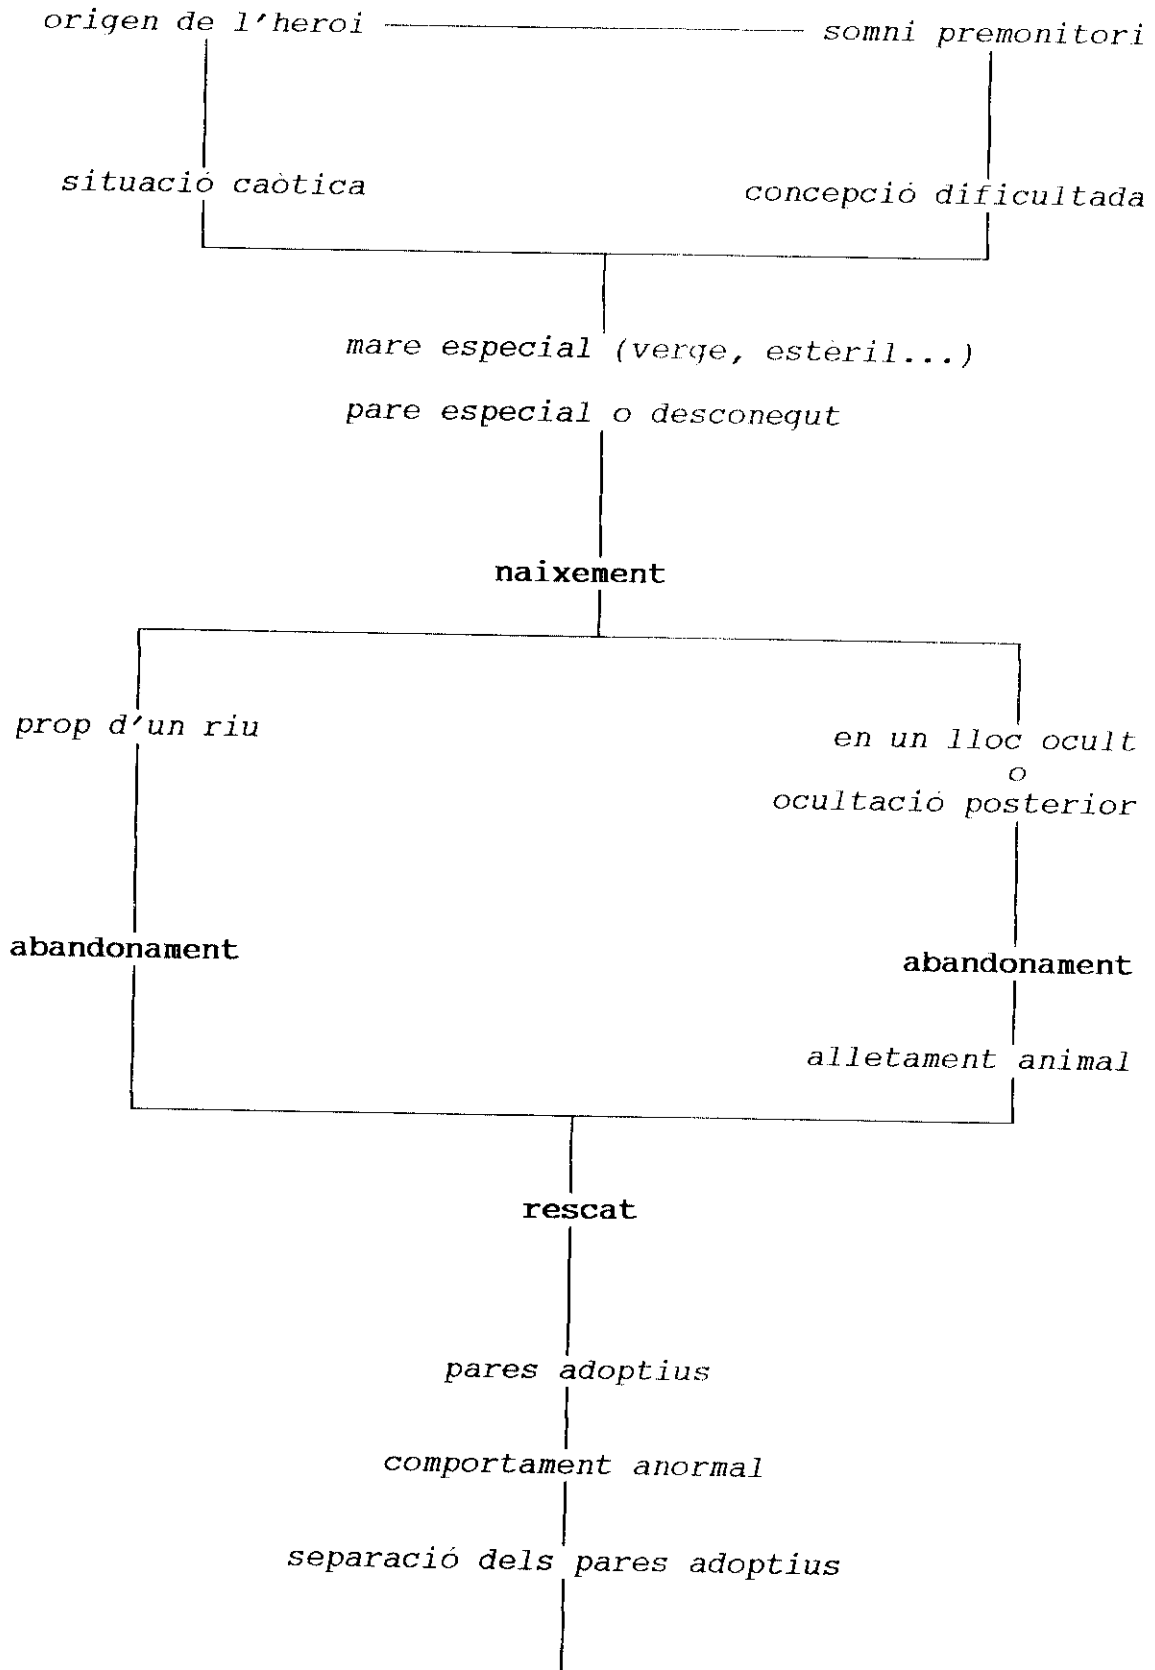 origen de l'heroi
somni premonitori
situació caòtica
concepció dificultada
mare especial (verge, estèril...)
pare especial o desconegut
naixement
prop d'un riu
en un lloc ocult
o
ocultació posterior
abandonament
abandonament
alletament animal
rescat
pares adoptius
comportament anormal
separació dels pares adoptius